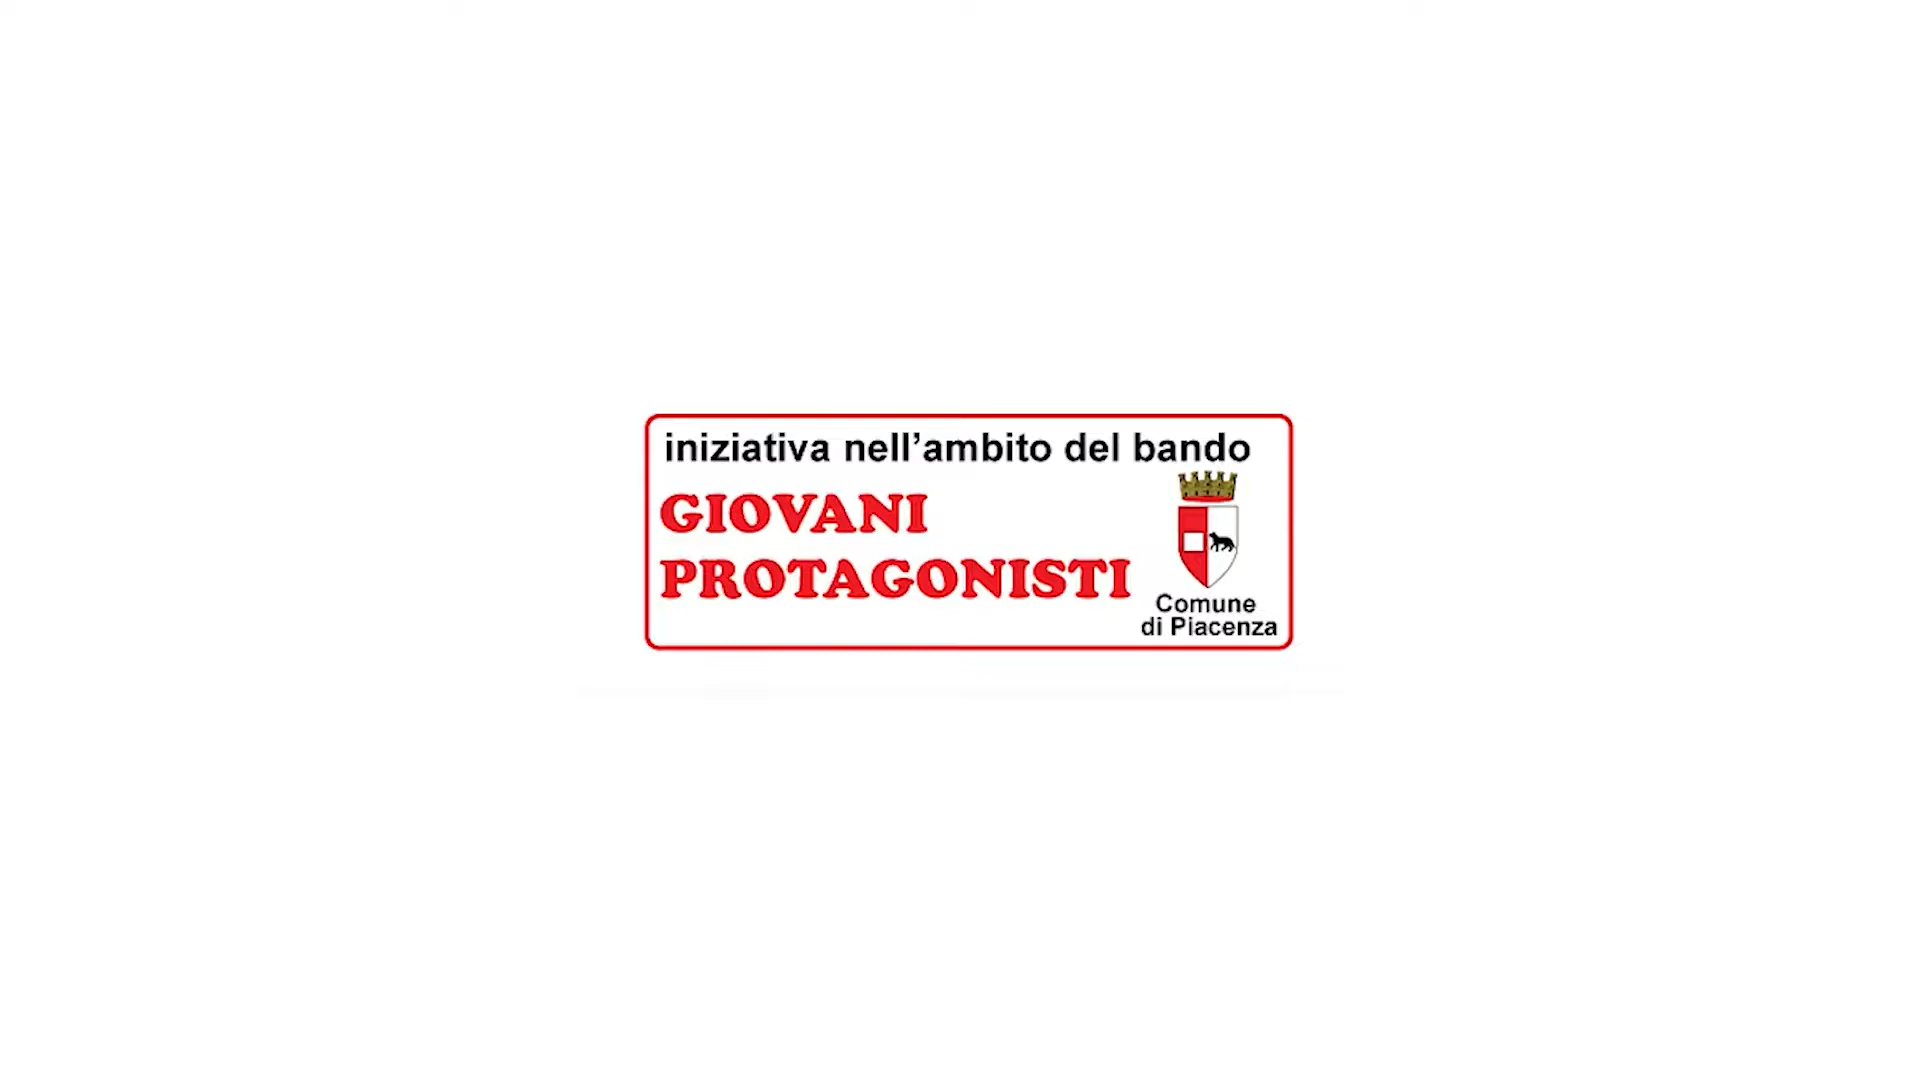 iniziativa nell’ambito del bando
GIOVANI
PROTAGONISTI
Comune
di Piacenza